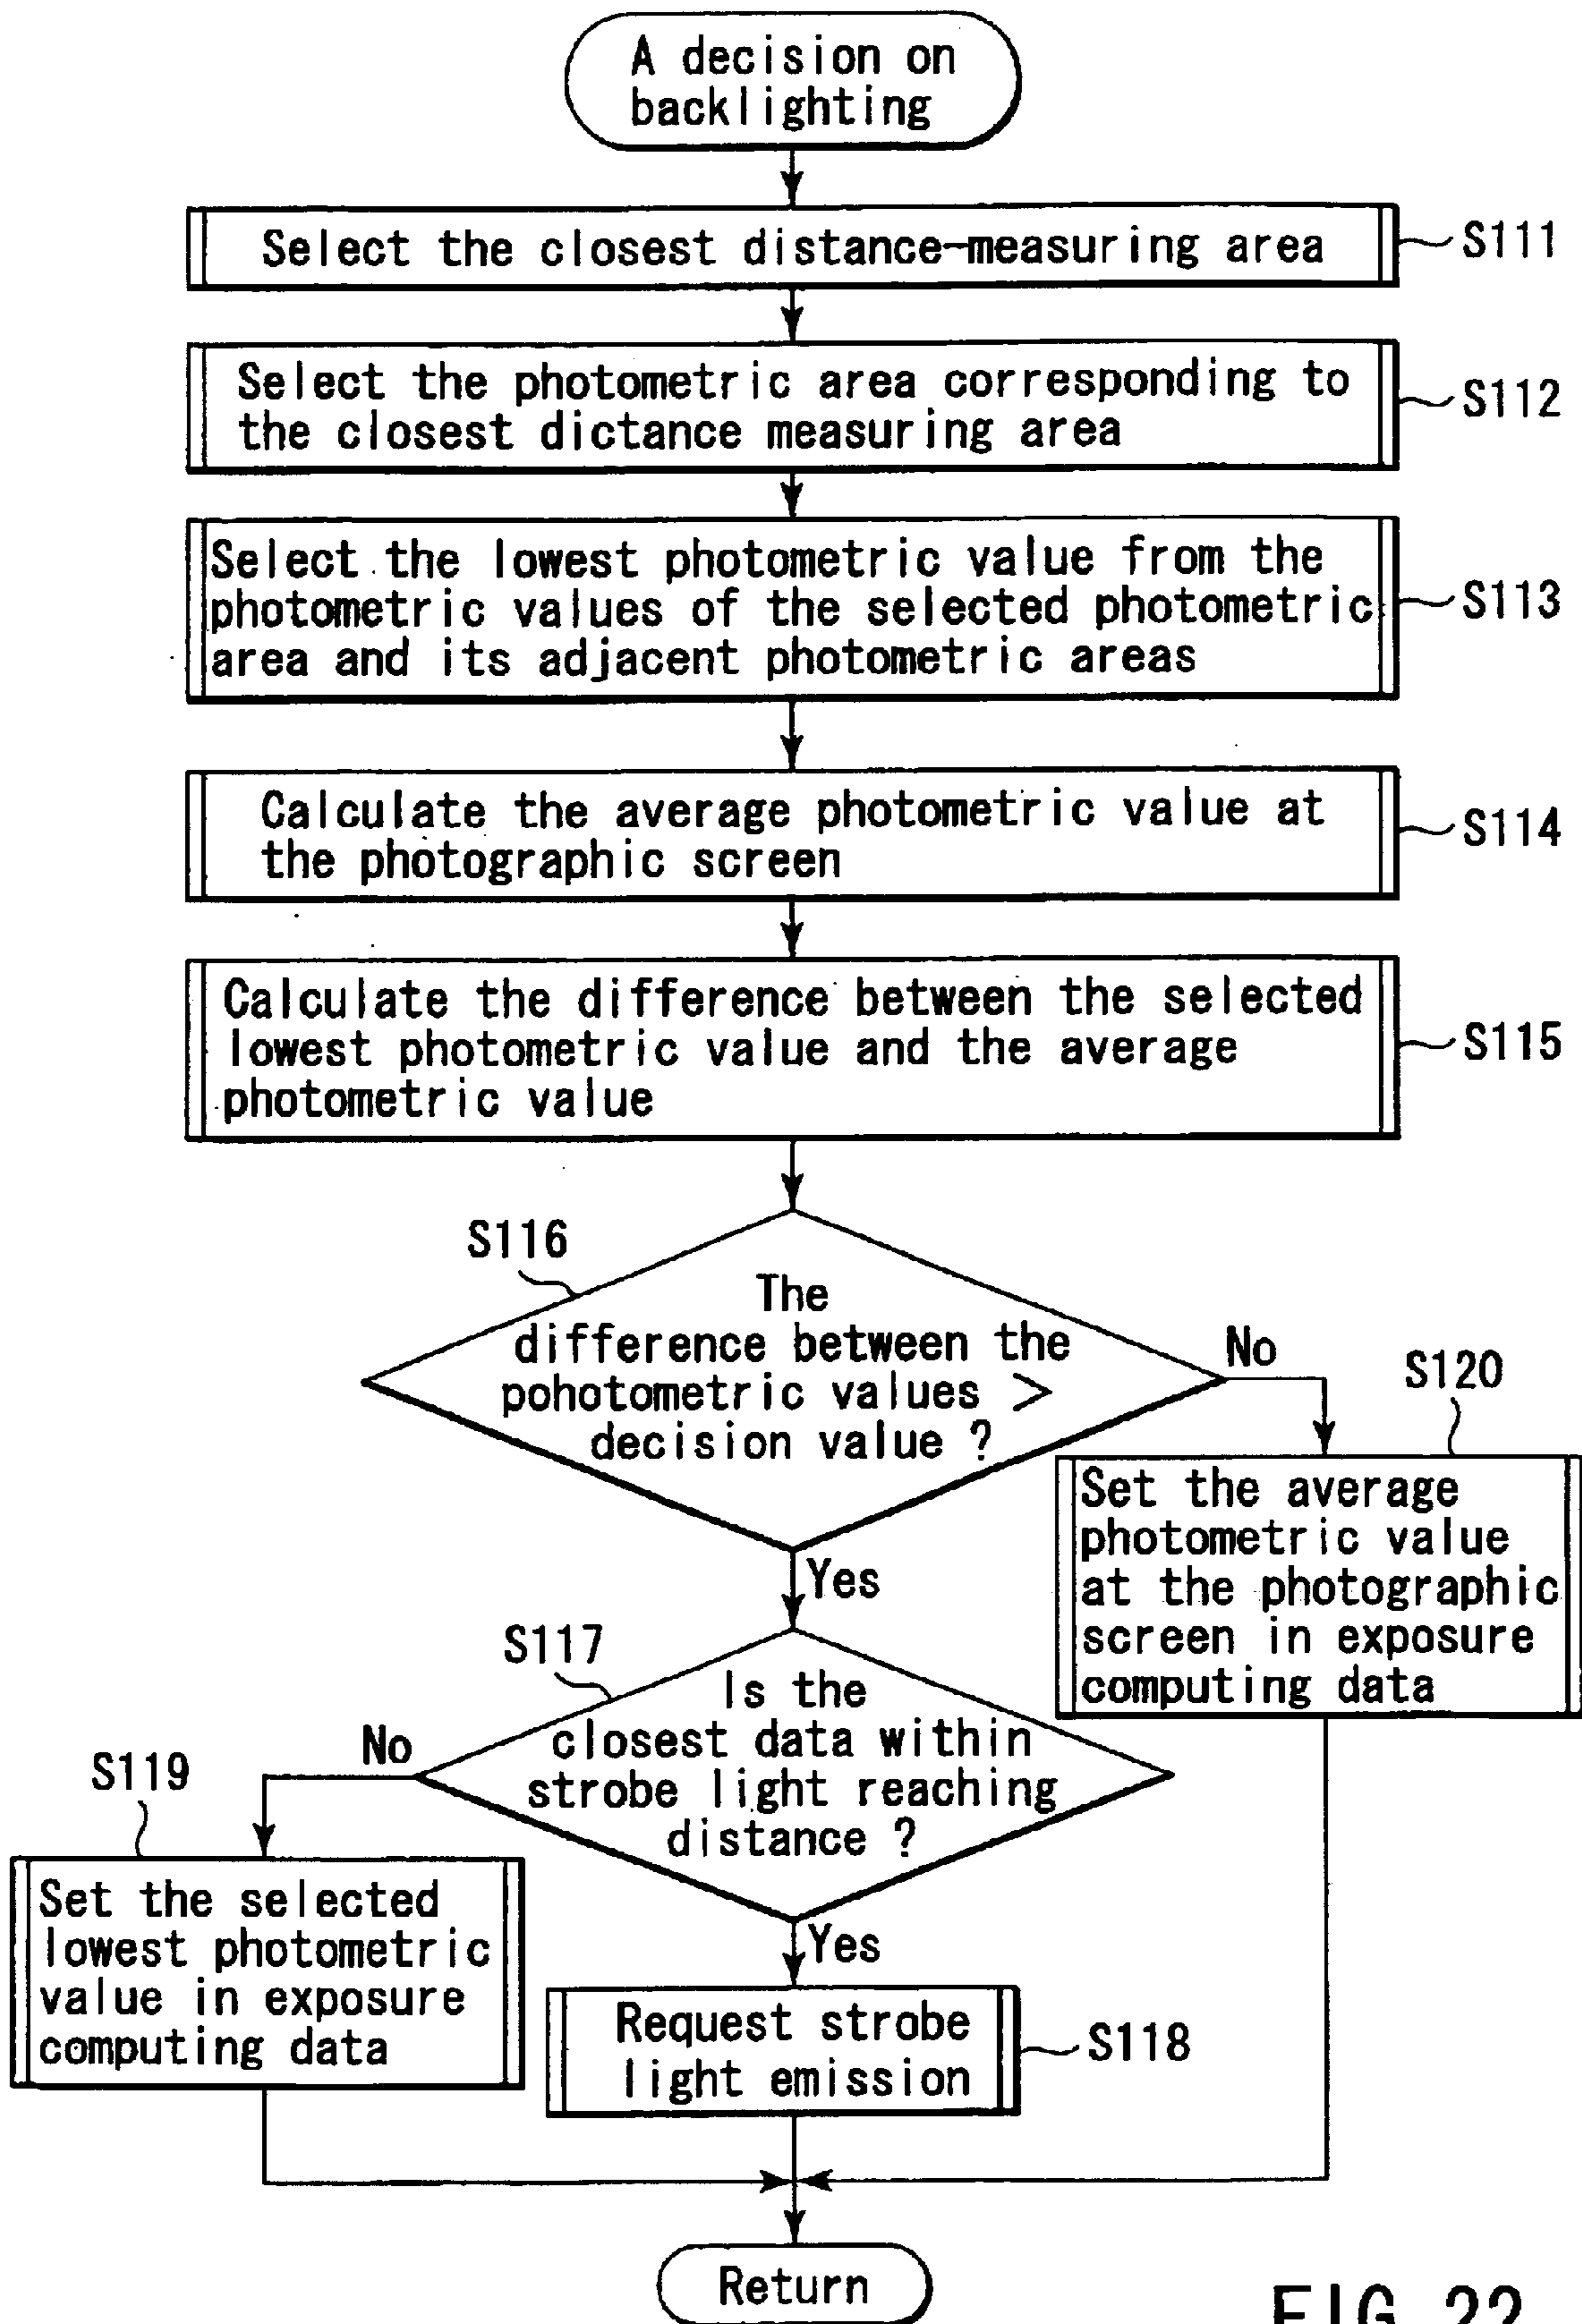 A decision on
backlighting
Select the closest distance-measuring area
S111
Select the photometric area corresponding to
the closest dictance measuring area
S112
Select the lowest photometric value from the
photometric values of the selected photometric
area and its adjacent photometric areas
S113
Calculate the average photometric value at
the photographic screen
S114
Calculate the difference between the selected
lowest photometric value and the average
photometric value
S115
S116
The
difference between the
pohotometric values >
decision value ?
No
Yes
S120
Set the average
photometric value
at the photographic
screen in exposure
computing data
S117
Is the
closest data within
strobe light reaching
distance ?
No
Yes
S119
Set the selected
lowest photometric
value in exposure
computing data
Request strobe
light emission
S118
Return
FIG. 22